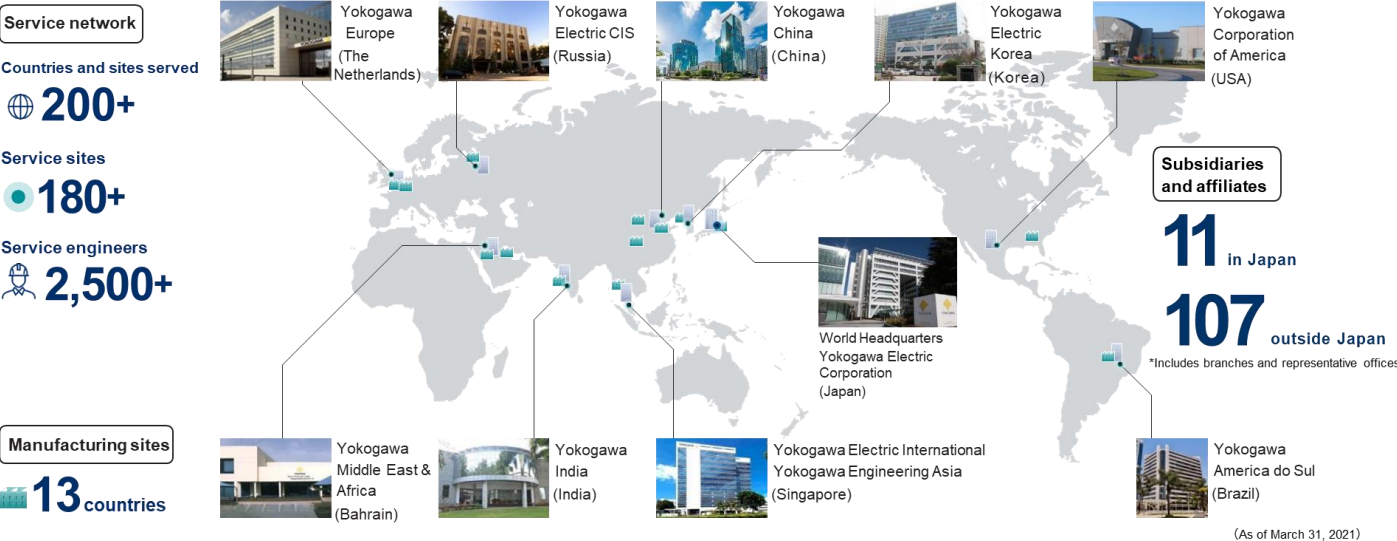 Service network
Countries and sites served
200+
Service sites
180+
Service engineers
2,500+
Manufacturing sites
13 countries
Yokogawa
Europe
(The
Netherlands)
Yokogawa
Electric CIS
(Russia)
Yokogawa
China
(China)
Yokogawa
Electric
Korea
(Korea)
Yokogawa
Corporation
of America
(USA)
Subsidiaries
and affiliates
11 in Japan
107 outside Japan
*Includes branches and representative offices
World Headquarters
Yokogawa Electric
Corporation
(Japan)
Yokogawa
Middle East &
Africa
(Bahrain)
Yokogawa
India
(India)
Yokogawa Electric International
Yokogawa Engineering Asia
(Singapore)
Yokogawa
America do Sul
(Brazil)
(As of March 31, 2021)